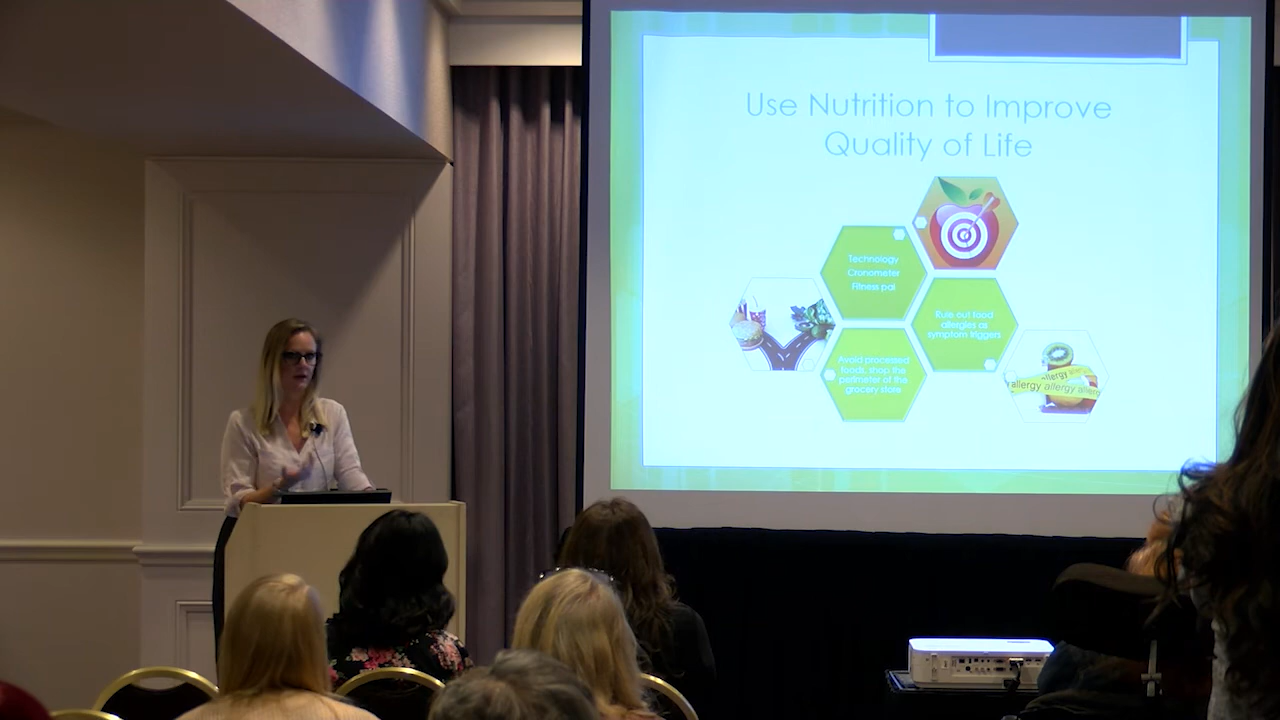 Use Nutrition to Improve
Quality of Life
Technology
Cronometer
Fitness pal
Rule out food
allergies as
symptom triggers
Avoid processed
foods, shop the
perimeter of the
grocery store
allergy
allergy allergy